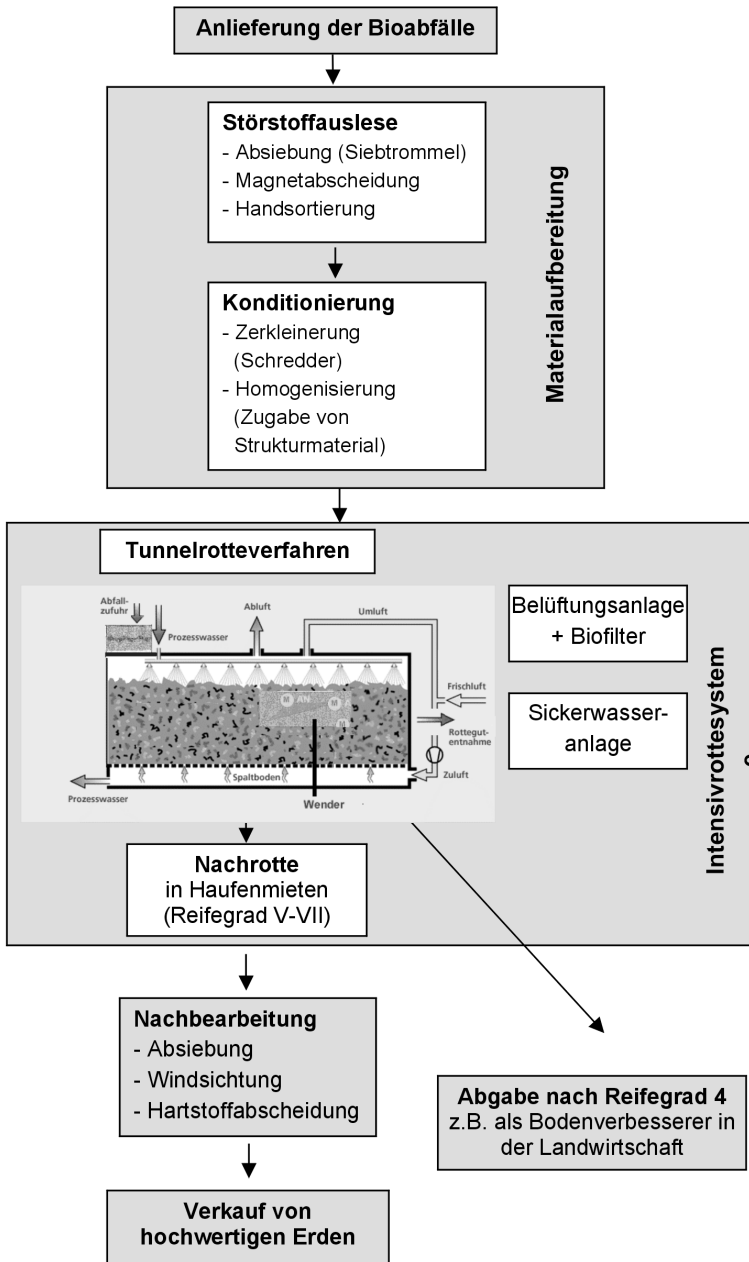 Anlieferung der Bioabfälle
Störstoffauslese
- Absiebung (Siebtrommel)
- Magnetabscheidung
- Handsortierung
Konditionierung
- Zerkleinerung
(Schredder)
- Homogenisierung
(Zugabe von
Strukturmaterial)
Materialaufbereitung
Tunnelrotteverfahren
Abfall-
zufuhr
Prozesswasser
Abluft
Umluft
Frischluft
Rottegut-
entnahme
Zuluft
M
AN
M
A
M
Spaltboden
Prozesswasser
Wender
Belüftungsanlage
+ Biofilter
Sickerwasser-
anlage
Intensivrottesystem
Nachrotte
in Haufenmieten
(Reifegrad V-VII)
Nachbearbeitung
- Absiebung
- Windsichtung
- Hartstoffabscheidung
Abgabe nach Reifegrad 4
z.B. als Bodenverbesserer in
der Landwirtschaft
Verkauf von
hochwertigen Erden